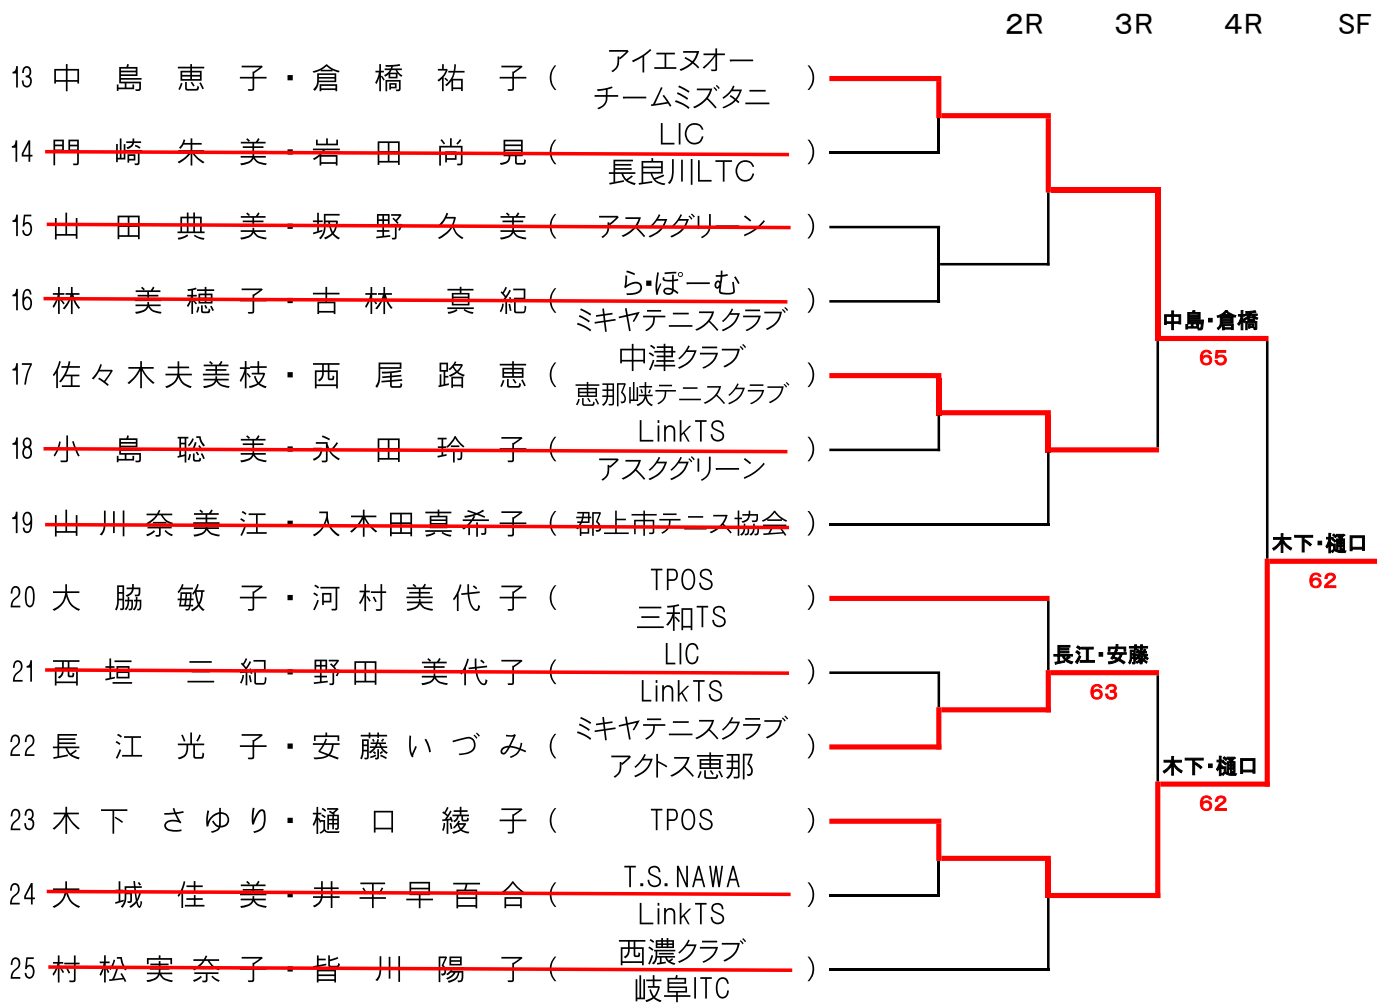 2R 3R 4R SF
13 中島恵子・倉橋祐子 ( アイエヌオー チームミズタニ )
14 門崎朱美・岩田尚見 ( LIC 長良川LTC )
15 山田典美・坂野久美 ( アスクグリーン )
16 林美穂子・古林真紀 ( ら・ぽーむ ミキヤテニスクラブ )
中島・倉橋
65
17 佐々木夫美枝・西尾路恵 ( 中津クラブ 恵那峡テニスクラブ )
18 小島聡美・永田玲子 ( LinkTS アスクグリーン )
19 山川奈美江・入木田真希子 ( 郡上市テニス協会 )
木下・樋口
62
20 大脇敏子・河村美代子 ( TPOS 三和TS )
21 西垣三紀・野田美代子 ( LIC LinkTS )
長江・安藤
63
22 長江光子・安藤いづみ ( ミキヤテニスクラブ アクトス恵那 )
木下・樋口
62
23 木下さゆり・樋口綾子 ( TPOS )
24 大城佳美・井平早百合 ( T.S.NAWA LinkTS )
25 村松実奈子・皆川陽子 ( 西濃クラブ 岐阜ITC )